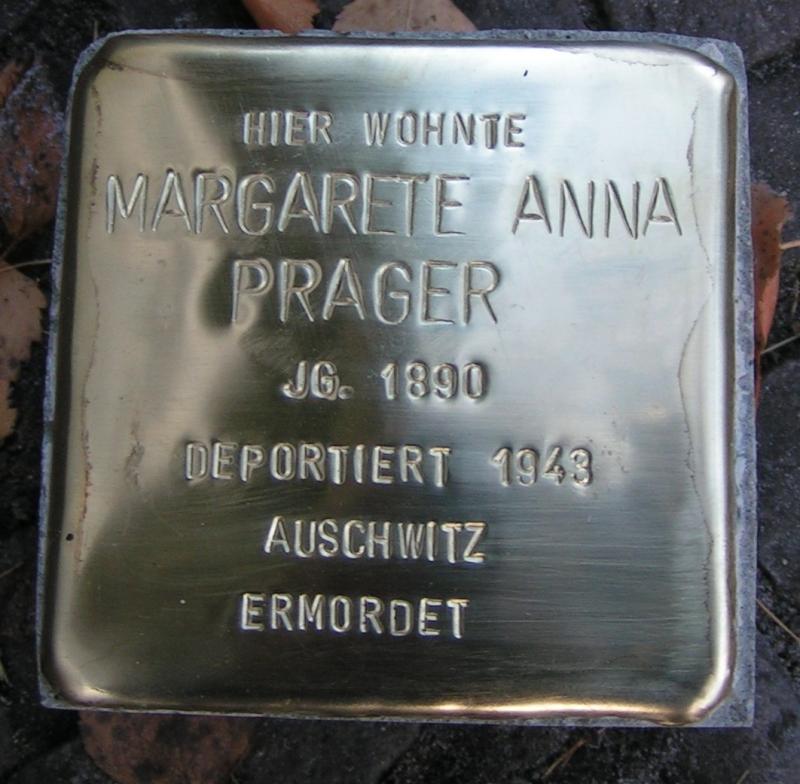 HIER WOHNTE
MARGARETE ANNA
PRAGER
JG. 1890
DEPORTIERT 1943
AUSCHWITZ
ERMORDET